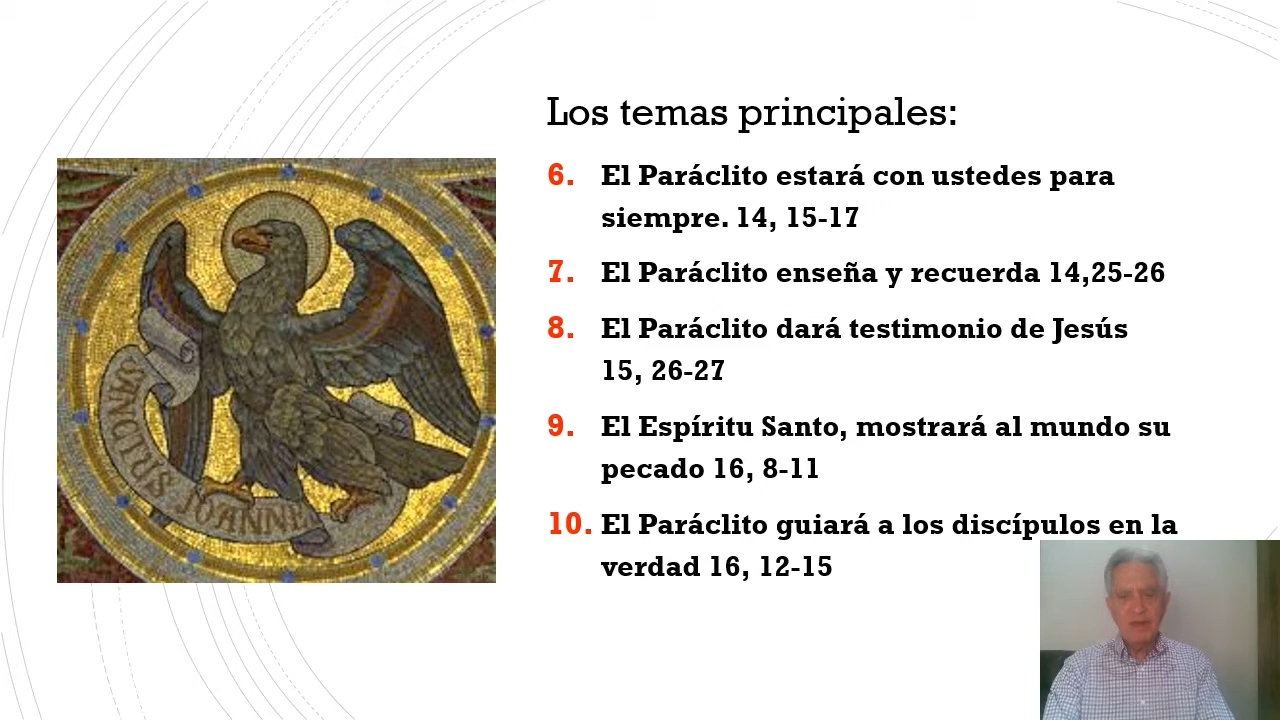 Los temas principales:
6. El Paráclito estará con ustedes para
siempre. 14, 15-17
7. El Paráclito enseña y recuerda 14,25-26
8. El Paráclito dará testimonio de Jesús
15, 26-27
9. El Espíritu Santo, mostrará al mundo su
pecado 16, 8-11
10. El Paráclito guiará a los discípulos en la
verdad 16, 12-15
SANCTUS JOANNE